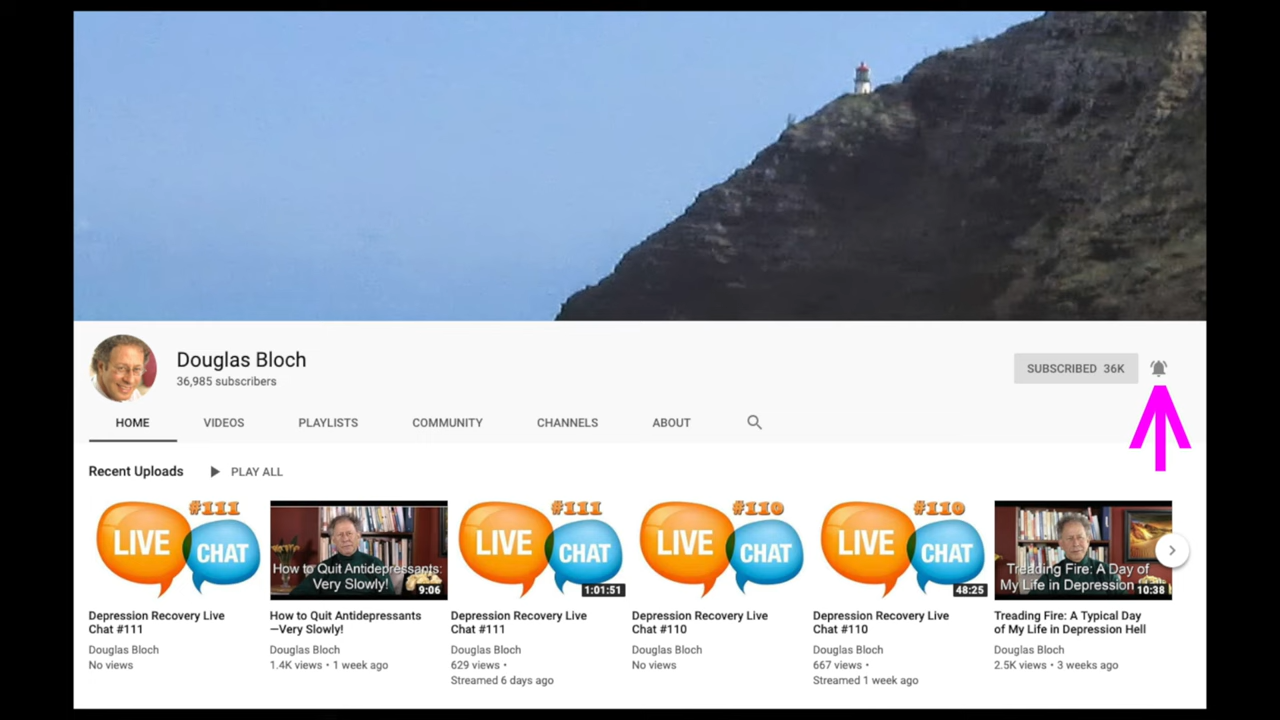 Douglas Bloch
36,985 subscribers
SUBSCRIBED 36K
HOME VIDEOS PLAYLISTS COMMUNITY CHANNELS ABOUT
Recent Uploads PLAY ALL
#111
LIVE CHAT
Depression Recovery Live
Chat #111
Douglas Bloch
No views
How to Quit Antidepressants:
Very Slowly!
9:06
How to Quit Antidepressants
—Very Slowly!
Douglas Bloch
1.4K views • 1 week ago
#111
LIVE CHAT
1:01:51
Depression Recovery Live
Chat #111
Douglas Bloch
629 views •
Streamed 6 days ago
#110
LIVE CHAT
Depression Recovery Live
Chat #110
Douglas Bloch
No views
#110
LIVE CHAT
48:25
Depression Recovery Live
Chat #110
Douglas Bloch
667 views •
Streamed 1 week ago
Treading Fire: A Day of
My Life in Depression
10:38
Treading Fire: A Typical Day
of My Life in Depression Hell
Douglas Bloch
2.5K views • 3 weeks ago